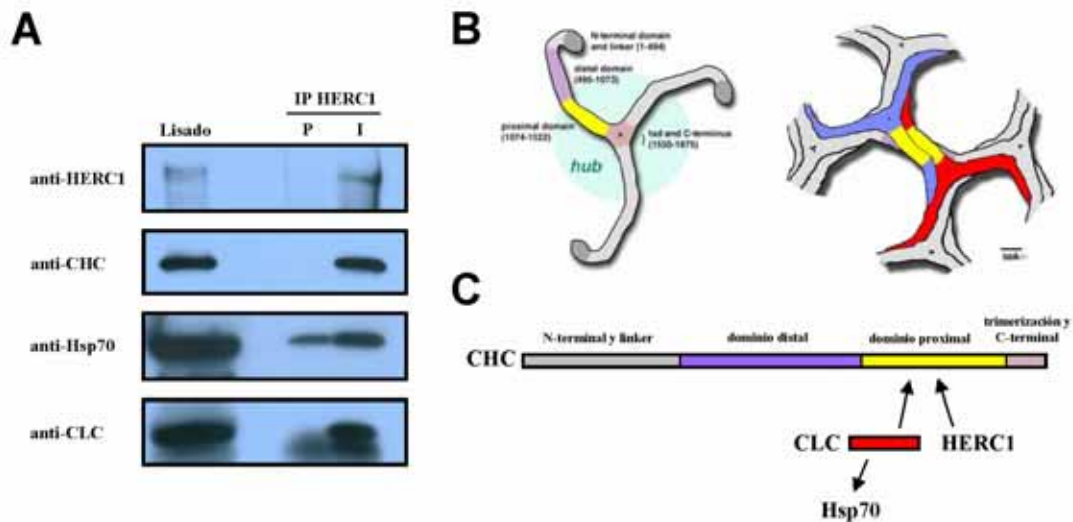 A
IP HERC1
Lisado
P
I
anti-HERC1
anti-CHC
anti-Hsp70
anti-CLC
B
N-terminal domain
and linker (1-494)
distal domain
(495-1073)
proximal domain
(1074-1522)
and C-terminus
hub
C
trimerización y
C-terminal
N-terminal y linker
dominio distal
dominio proximal
CHC
CLC
HERC1
Hsp70